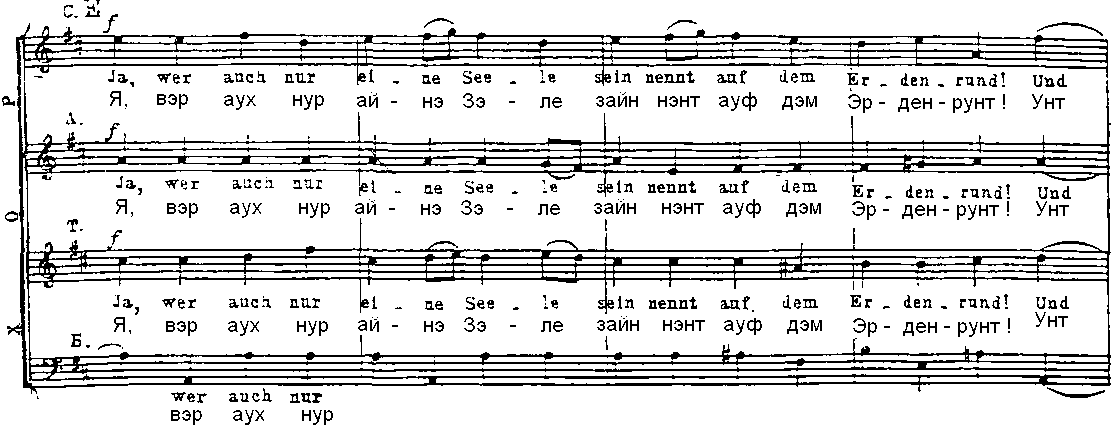 С. E
f
Ja, wer auch nur ei - ne See - le sein nennt auf dem Er - den - rund! Und
Я, вэр аух нур ай - нэ Зэ - ле зайн нэнт ауф дэм Эр - ден - рунт! Унт
А.
f
Ja, wer auch nur ei - ne See - le sein nennt auf dem Er - den - rund! Und
Я, вэр аух нур ай - нэ Зэ - ле зайн нэнт ауф дэм Эр - ден - рунт! Унт
Т.
f
Ja, wer auch nur ei - ne See - le sein nennt auf dem Er - den - rund! Und
Я, вэр аух нур ай - нэ Зэ - ле зайн нэнт ауф дэм Эр - ден - рунт! Унт
Б.
wer auch nur
вэр аух нур
ХОР